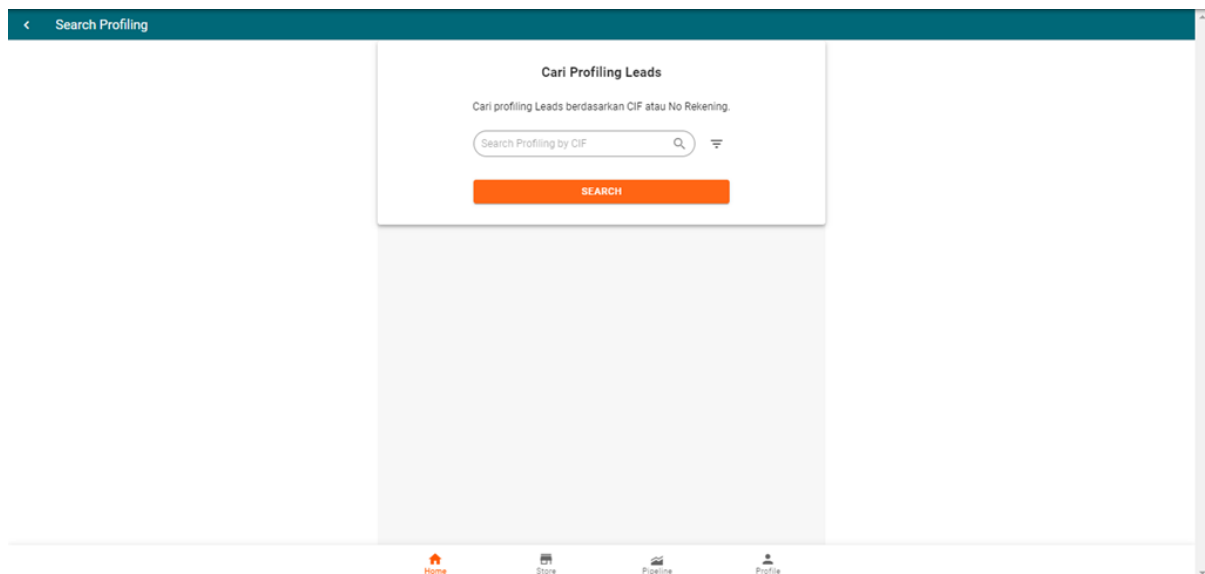 Search Profiling
Cari Profiling Leads
Cari profiling Leads berdasarkan CIF atau No Rekening.
Search Profiling by CIF
SEARCH
Home
Store
Pipeline
Profile